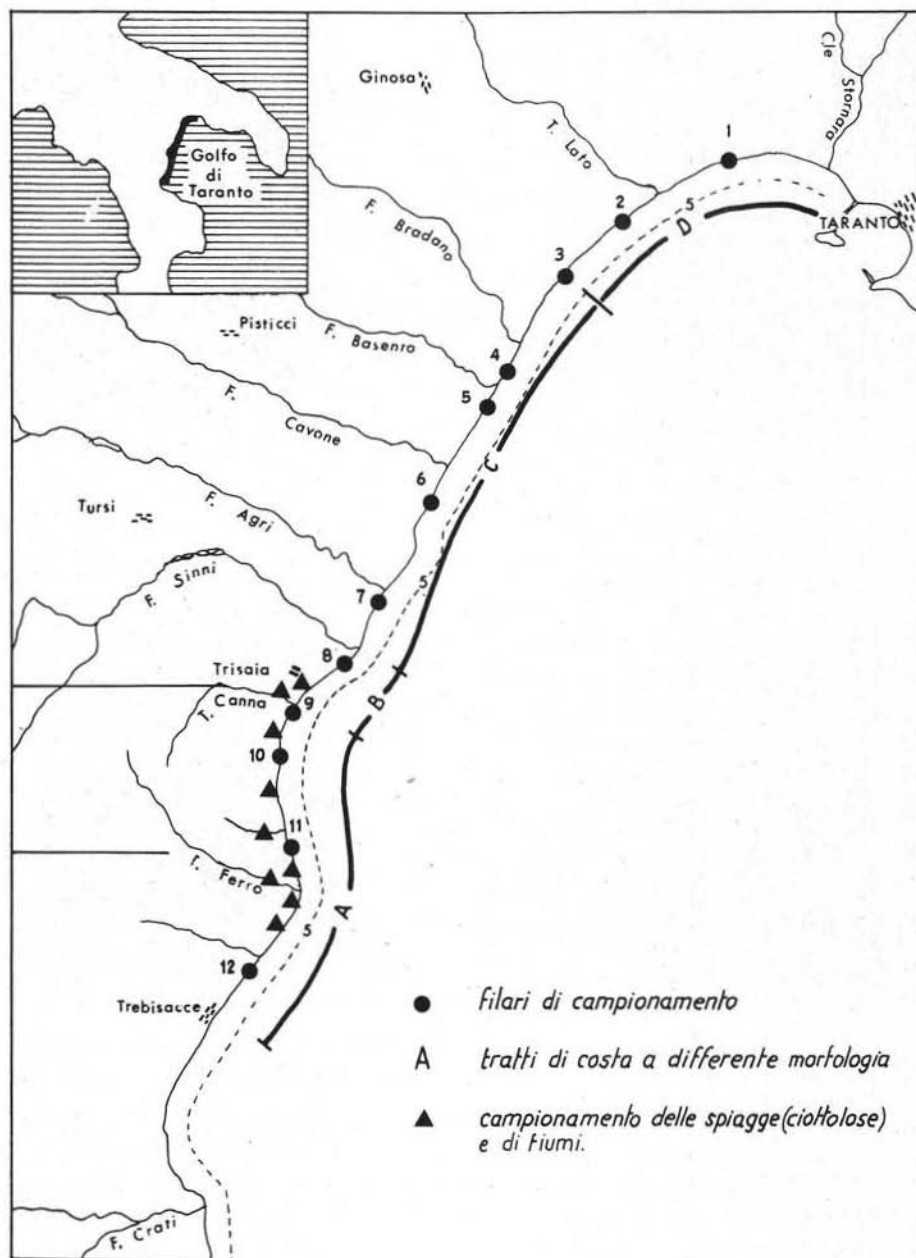 Golfo
di
Taranto
Ginosa
T. Lato
Cle Stornara
1
2
3
5
D
TARANTO
F. Bradano
Pisticci
F. Basento
4
5
F. Cavone
6
C
Tursi
F. Agri
7
5
F. Sinni
8
B
Trisaia
T. Canna
9
10
11
T. Ferro
A
5
12
Trebisacce
filari di campionamento
A tratti di costa a differente morfologia
campionamento delle spiagge (ciottolose)
e di fiumi.
F. Crati